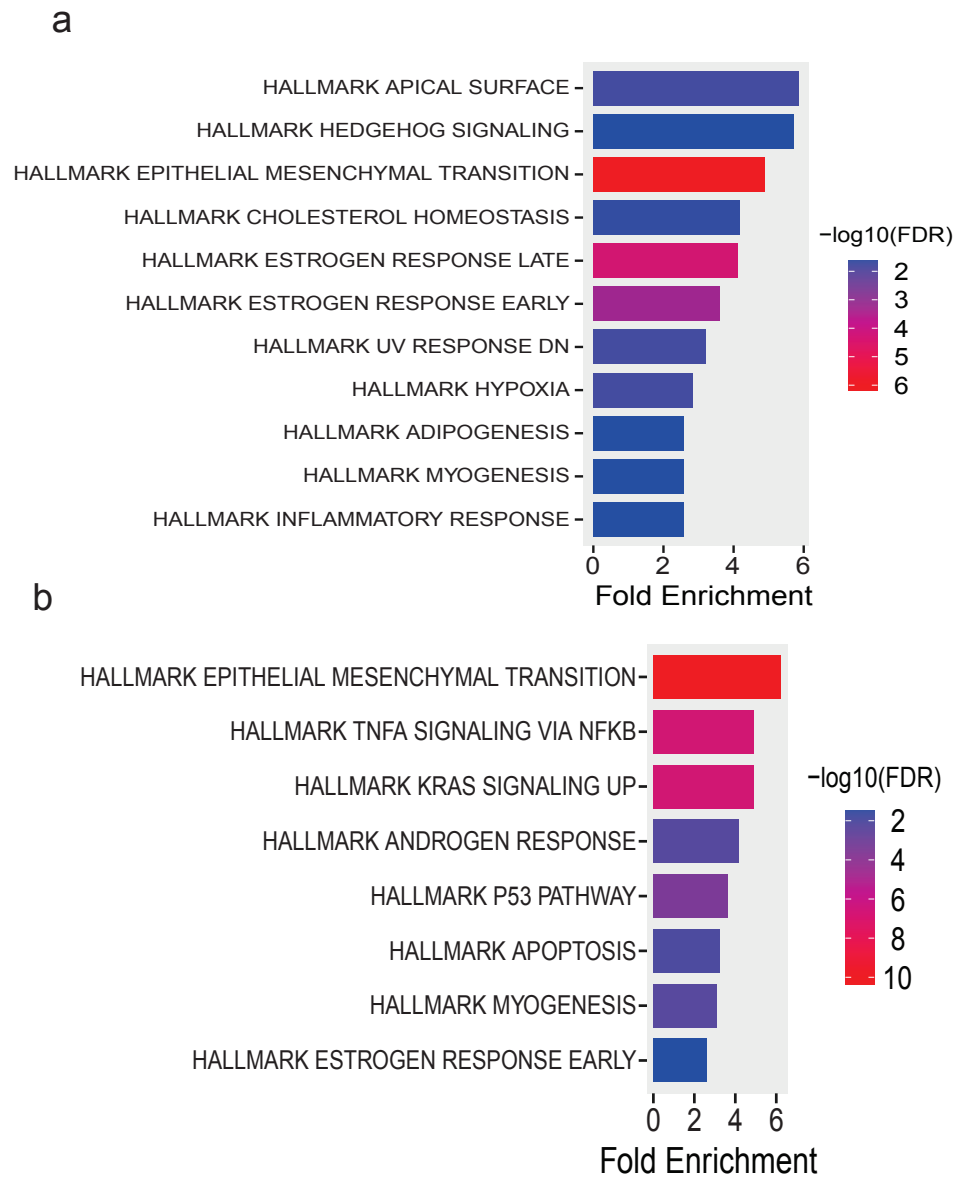 a
HALLMARK APICAL SURFACE
HALLMARK HEDGEHOG SIGNALING
HALLMARK EPITHELIAL MESENCHYMAL TRANSITION
HALLMARK CHOLESTEROL HOMEOSTASIS
HALLMARK ESTROGEN RESPONSE LATE
HALLMARK ESTROGEN RESPONSE EARLY
HALLMARK UV RESPONSE DN
HALLMARK HYPOXIA
HALLMARK ADIPOGENESIS
HALLMARK MYOGENESIS
HALLMARK INFLAMMATORY RESPONSE
0 2 4 6
Fold Enrichment
−log10(FDR)
2
3
4
5
6
b
HALLMARK EPITHELIAL MESENCHYMAL TRANSITION
HALLMARK TNFA SIGNALING VIA NFKB
HALLMARK KRAS SIGNALING UP
HALLMARK ANDROGEN RESPONSE
HALLMARK P53 PATHWAY
HALLMARK APOPTOSIS
HALLMARK MYOGENESIS
HALLMARK ESTROGEN RESPONSE EARLY
0 2 4 6
Fold Enrichment
−log10(FDR)
2
4
6
8
10